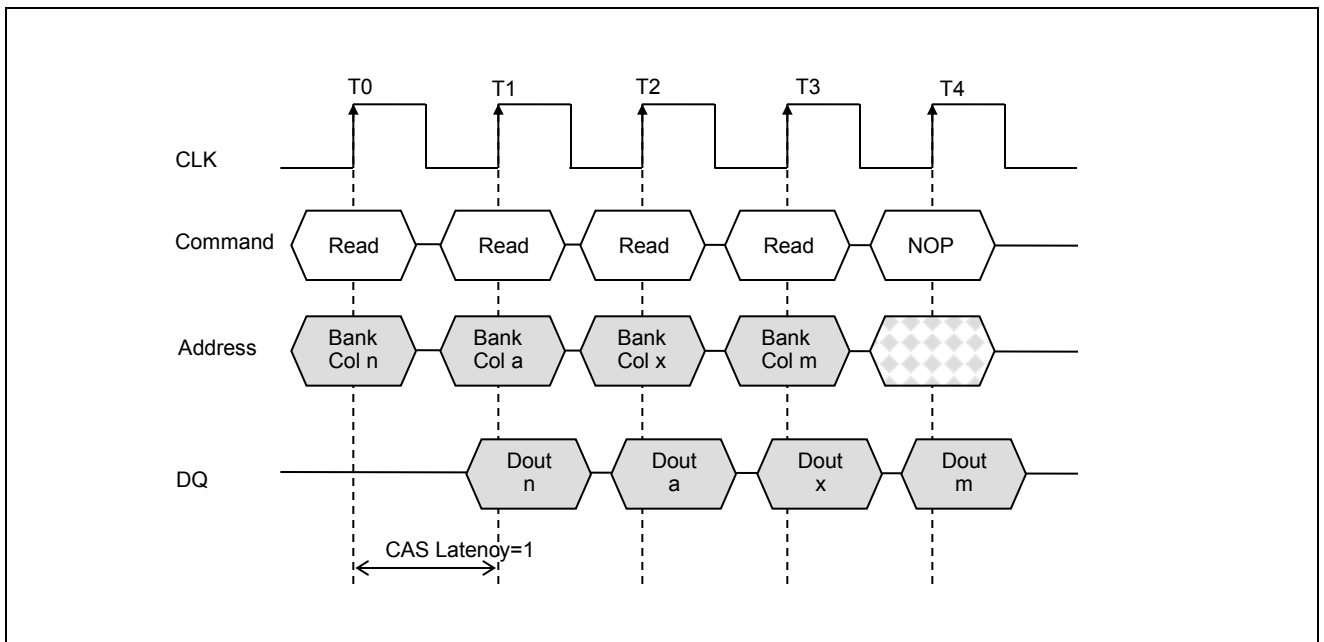 T0 T1 T2 T3 T4
CLK
Command Read Read Read Read NOP
Address
Bank Bank Bank Bank
Col n Col a Col x Col m
DQ
Dout Dout Dout Dout
n a x m
CAS Latency=1